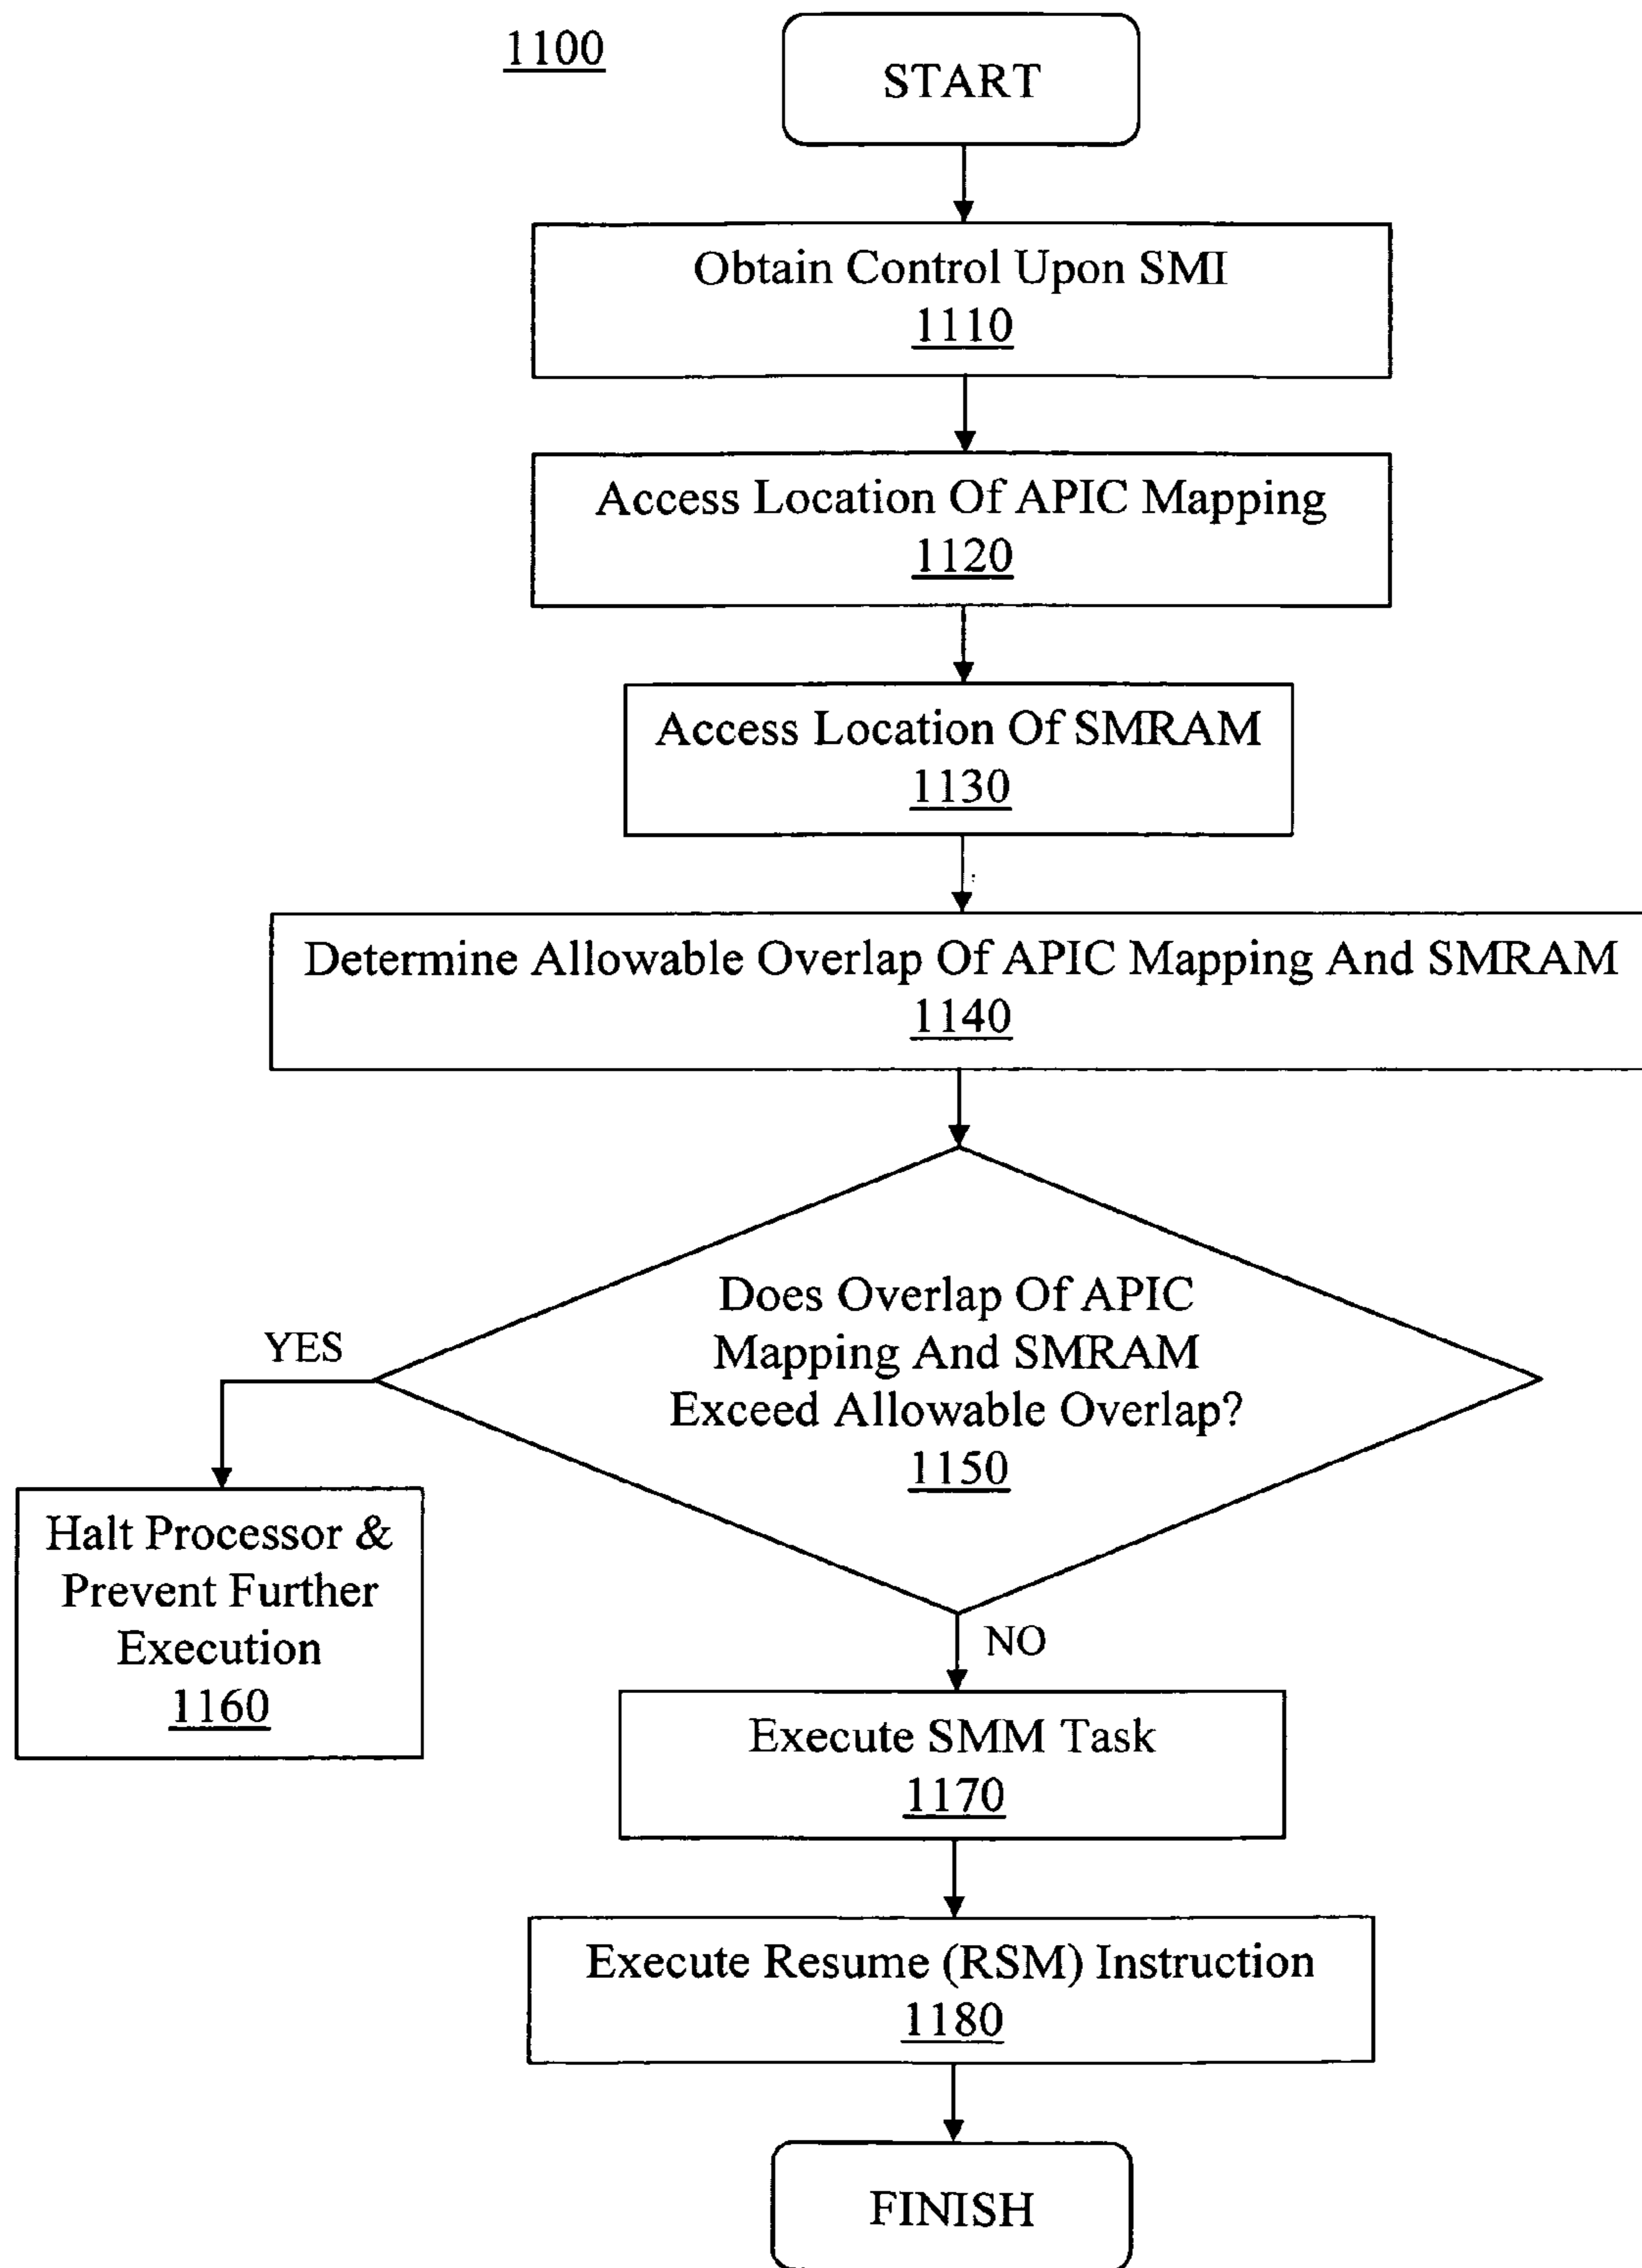 1100
START
Obtain Control Upon SMI
1110
Access Location Of APIC Mapping
1120
Access Location Of SMRAM
1130
Determine Allowable Overlap Of APIC Mapping And SMRAM
1140
Does Overlap Of APIC
Mapping And SMRAM
Exceed Allowable Overlap?
1150
YES
Halt Processor &
Prevent Further
Execution
1160
NO
Execute SMM Task
1170
Execute Resume (RSM) Instruction
1180
FINISH